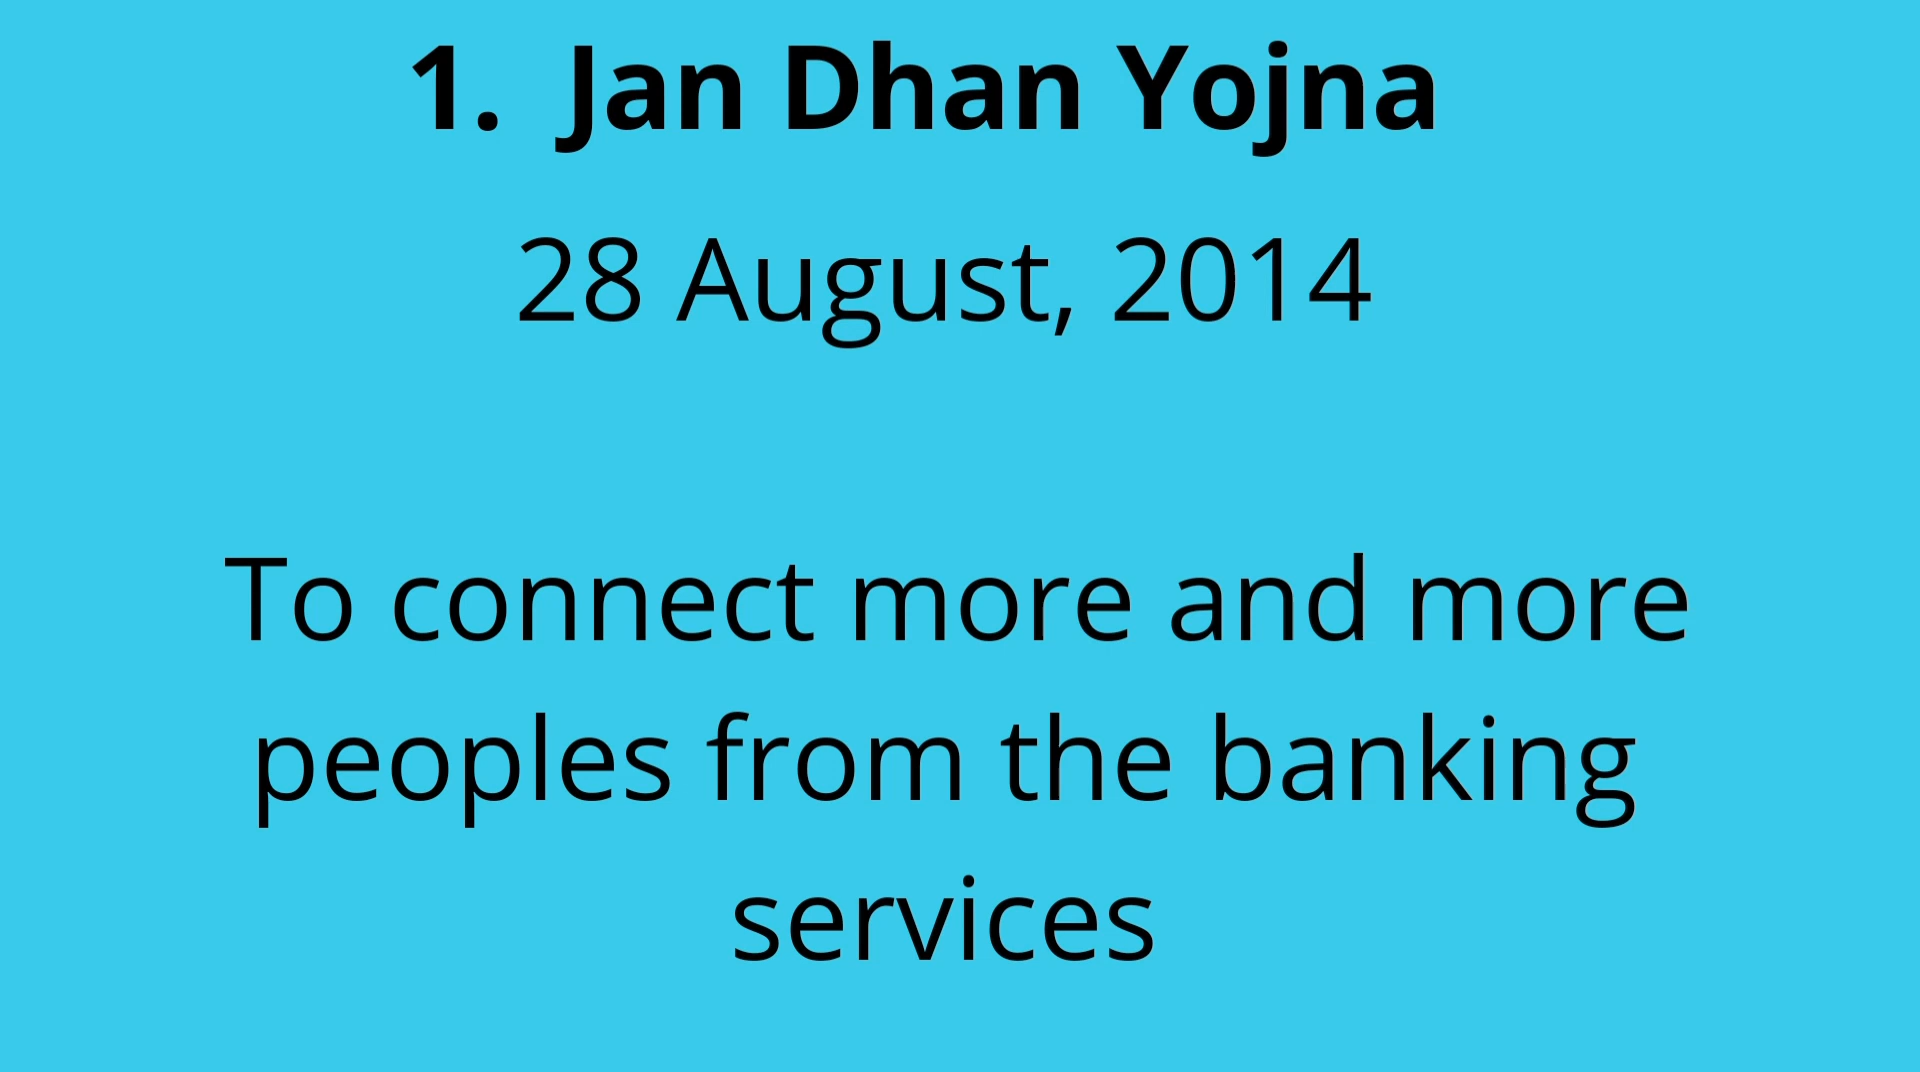 1. Jan Dhan Yojna
28 August, 2014
To connect more and more
peoples from the banking
services